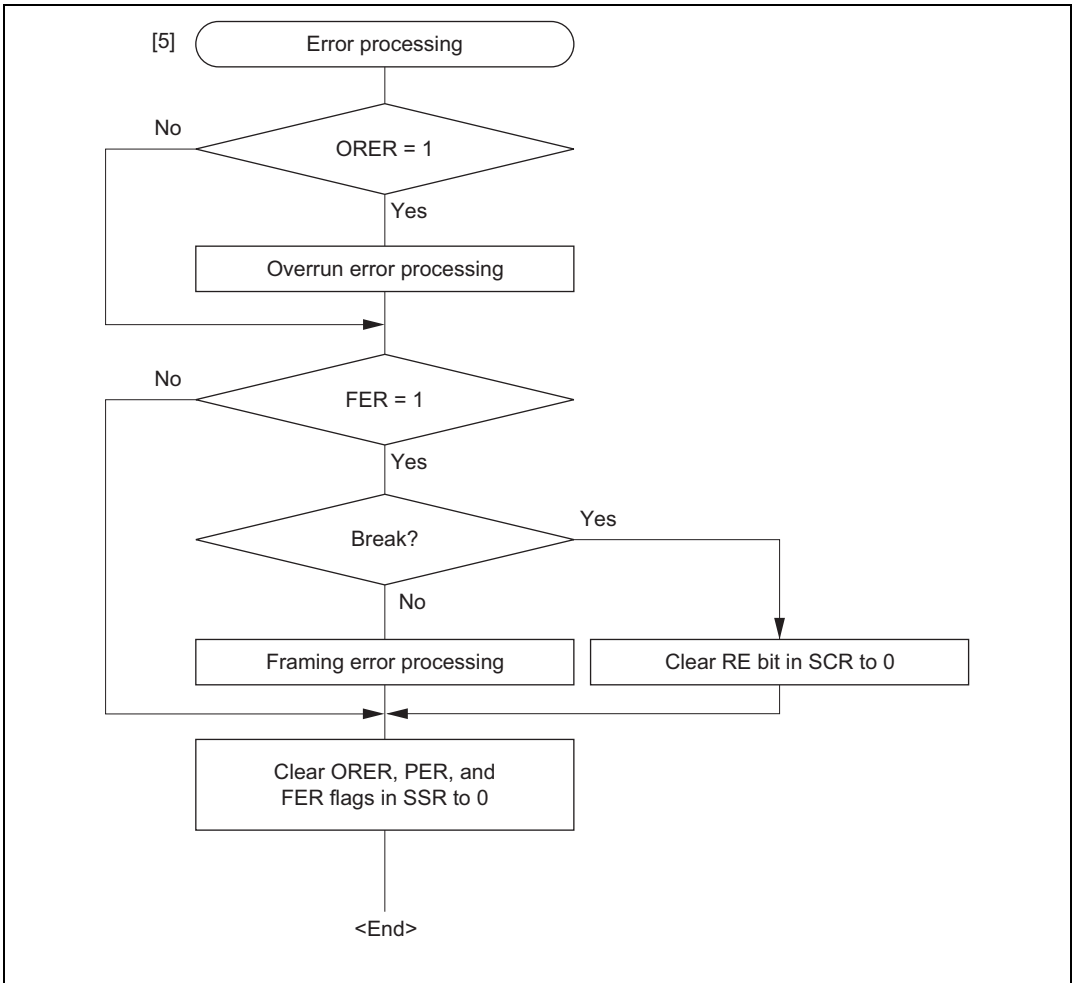 [5] Error processing
No
ORER = 1
Yes
Overrun error processing
No
FER = 1
Yes
Break?
Yes
No
Framing error processing
Clear RE bit in SCR to 0
Clear ORER, PER, and
FER flags in SSR to 0
<End>